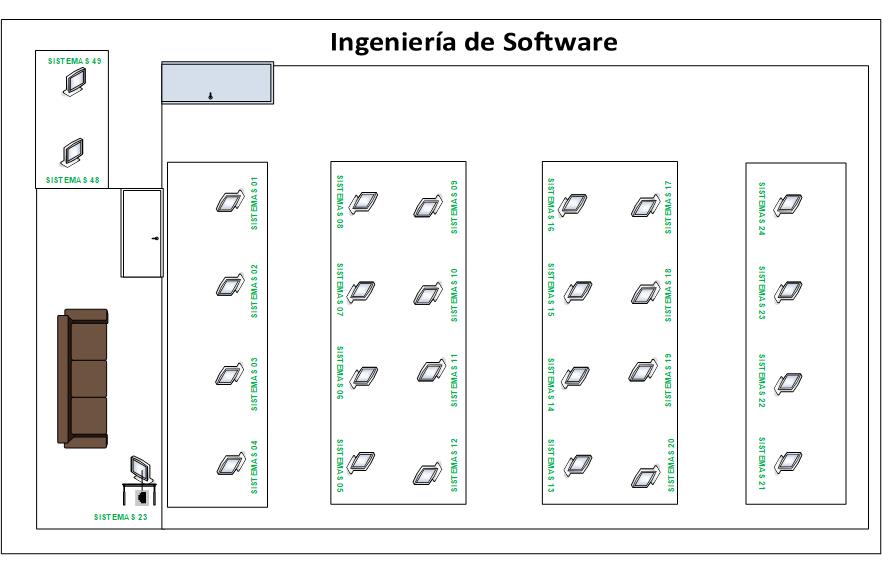 Ingeniería de Software
SISTEMAS 49
SISTEMAS 48
SISTEMAS 01
SISTEMAS 02
SISTEMAS 03
SISTEMAS 04
SISTEMAS 08
SISTEMAS 07
SISTEMAS 06
SISTEMAS 05
SISTEMAS 09
SISTEMAS 10
SISTEMAS 11
SISTEMAS 12
SISTEMAS 16
SISTEMAS 15
SISTEMAS 14
SISTEMAS 13
SISTEMAS 17
SISTEMAS 18
SISTEMAS 19
SISTEMAS 20
SISTEMAS 24
SISTEMAS 23
SISTEMAS 22
SISTEMAS 21
SISTEMAS 23